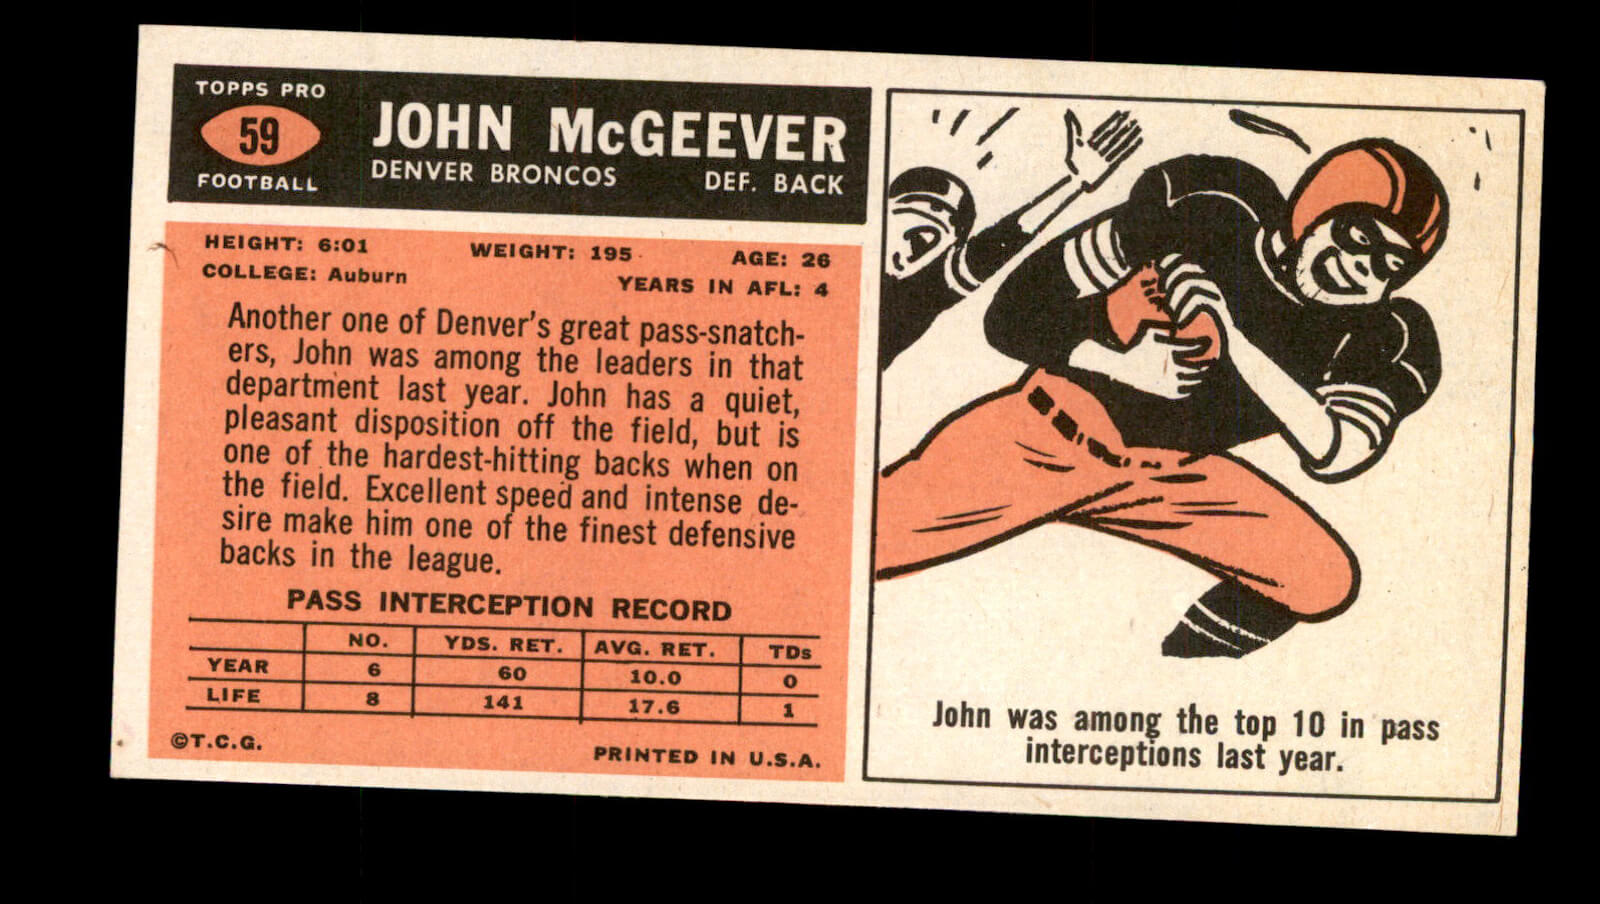 TOPPS PRO
59
FOOTBALL
JOHN McGEEVER
DENVER BRONCOS DEF. BACK
HEIGHT: 6:01 WEIGHT: 195 AGE: 26
COLLEGE: Auburn YEARS IN AFL: 4
Another one of Denver's great pass-snatch-
ers, John was among the leaders in that
department last year. John has a quiet,
pleasant disposition off the field, but is
one of the hardest-hitting backs when on
the field. Excellent speed and intense de-
sire make him one of the finest defensive
backs in the league.
PASS INTERCEPTION RECORD
NO. YDS. RET. AVG. RET. TDs
YEAR 6 60 10.0 0
LIFE 8 141 17.6 1
©T.C.G. PRINTED IN U.S.A.
John was among the top 10 in pass
interceptions last year.